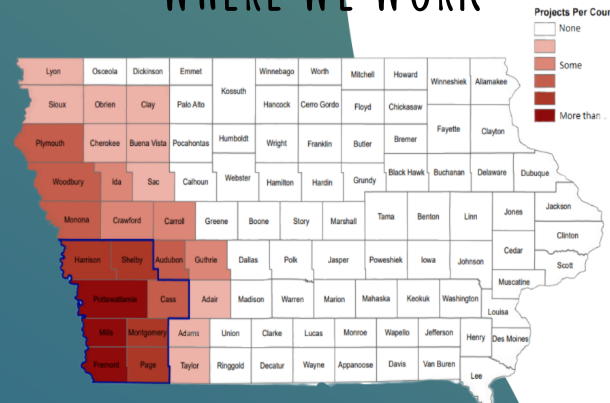 WHERE WE WORK
Projects Per Coun
None
Some
More than .
Lyon Osceola Dickinson Emmet Winnebago Worth Mitchell Howard Winneshiek Allamakee
Kossuth
Sioux Obrien Clay Palo Alto Hancock Cerro Gordo Floyd Chickasaw
Fayette Clayton
Plymouth Cherokee Buena Vista Pocahontas Humboldt Wright Franklin Butler Bremer
Woodbury Ida Sac Calhoun Webster Hamilton Hardin Grundy Black Hawk Buchanan Delaware Dubuque
Monona Crawford Carroll Greene Boone Story Marshall Tama Benton Linn Jones Jackson
Clinton
Harrison Shelby Audubon Guthrie Dallas Polk Jasper Poweshiek Iowa Johnson Cedar Scott
Muscatine
Pottawattamie Cass Adair Madison Warren Marion Mahaska Keokuk Washington
Louisa
Mills Montgomery Adams Union Clarke Lucas Monroe Wapello Jefferson Henry Des Moines
Fremont Page Taylor Ringgold Decatur Wayne Appanoose Davis Van Buren Lee